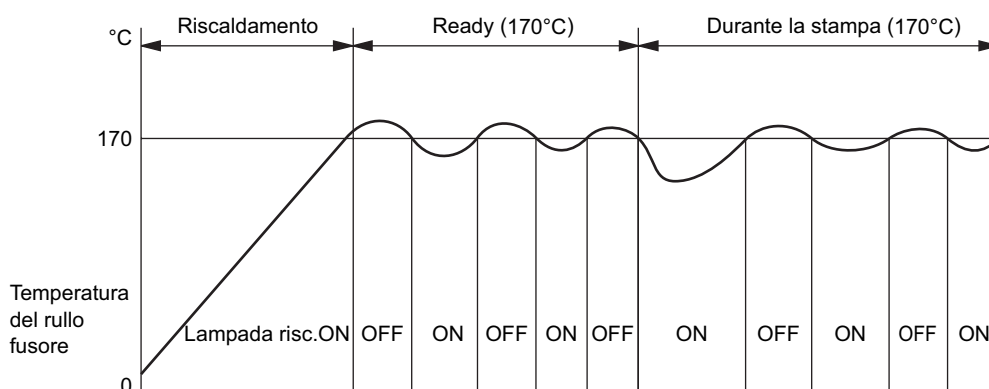 Riscaldamento
Ready (170°C)
Durante la stampa (170°C)
°C
170
Temperatura
del rullo
fusore
Lampada risc.ON OFF ON OFF ON OFF ON OFF ON OFF ON
0